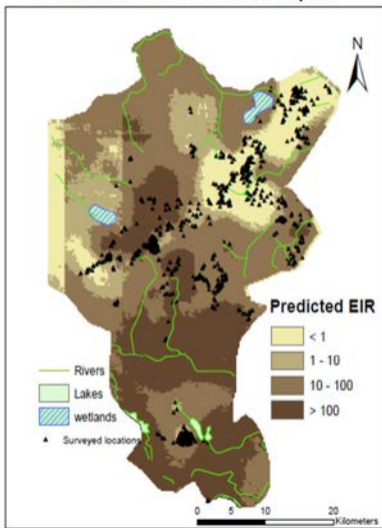 N
Predicted EIR
< 1
1 - 10
10 - 100
> 100
Rivers
Lakes
wetlands
Surveyed locations
0 5 10 20
Kilometers